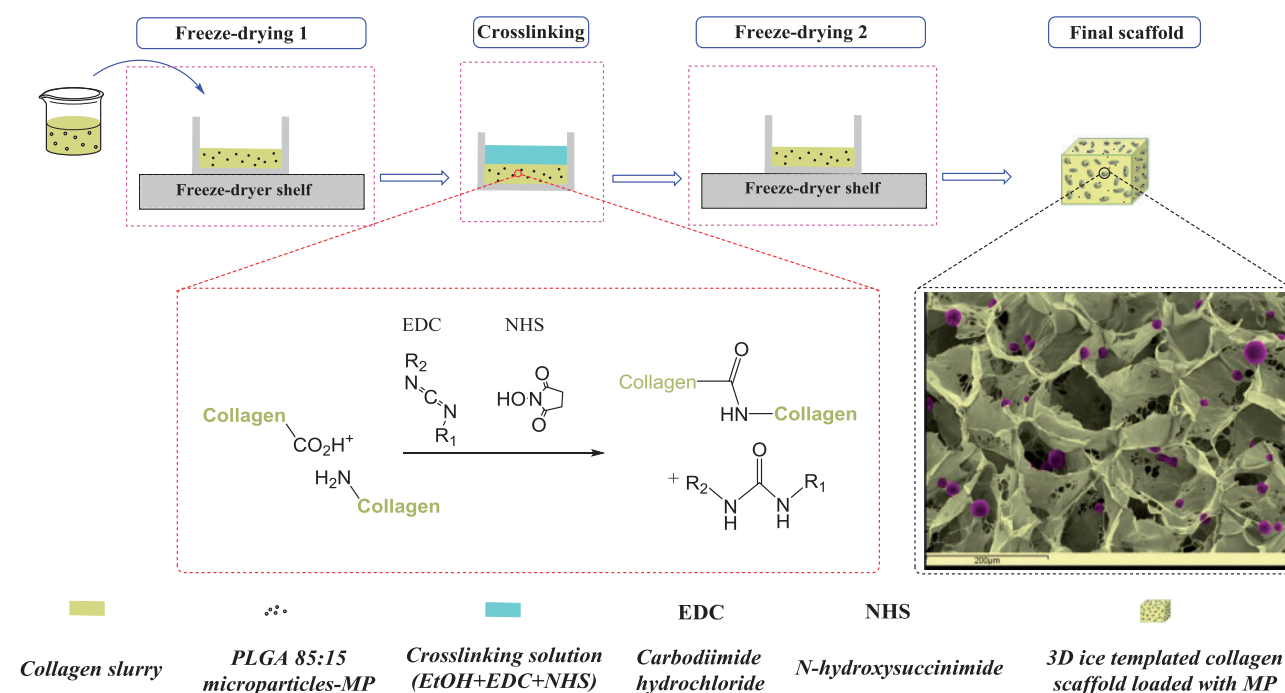 Freeze-drying 1
Crosslinking
Freeze-drying 2
Final scaffold
Freeze-dryer shelf
Freeze-dryer shelf
EDC
NHS
R2
N
C
N
R1
O
HO
N
O
Collagen
CO2H+
H2N
Collagen
O
Collagen
HN
Collagen
+
O
R2
N
H
N
H
R1
200µm
Collagen slurry
PLGA 85:15
microparticles-MP
Crosslinking solution
(EtOH+EDC+NHS)
EDC
Carbodiimide
hydrochloride
NHS
N-hydroxysuccinimide
3D ice templated collagen
scaffold loaded with MP